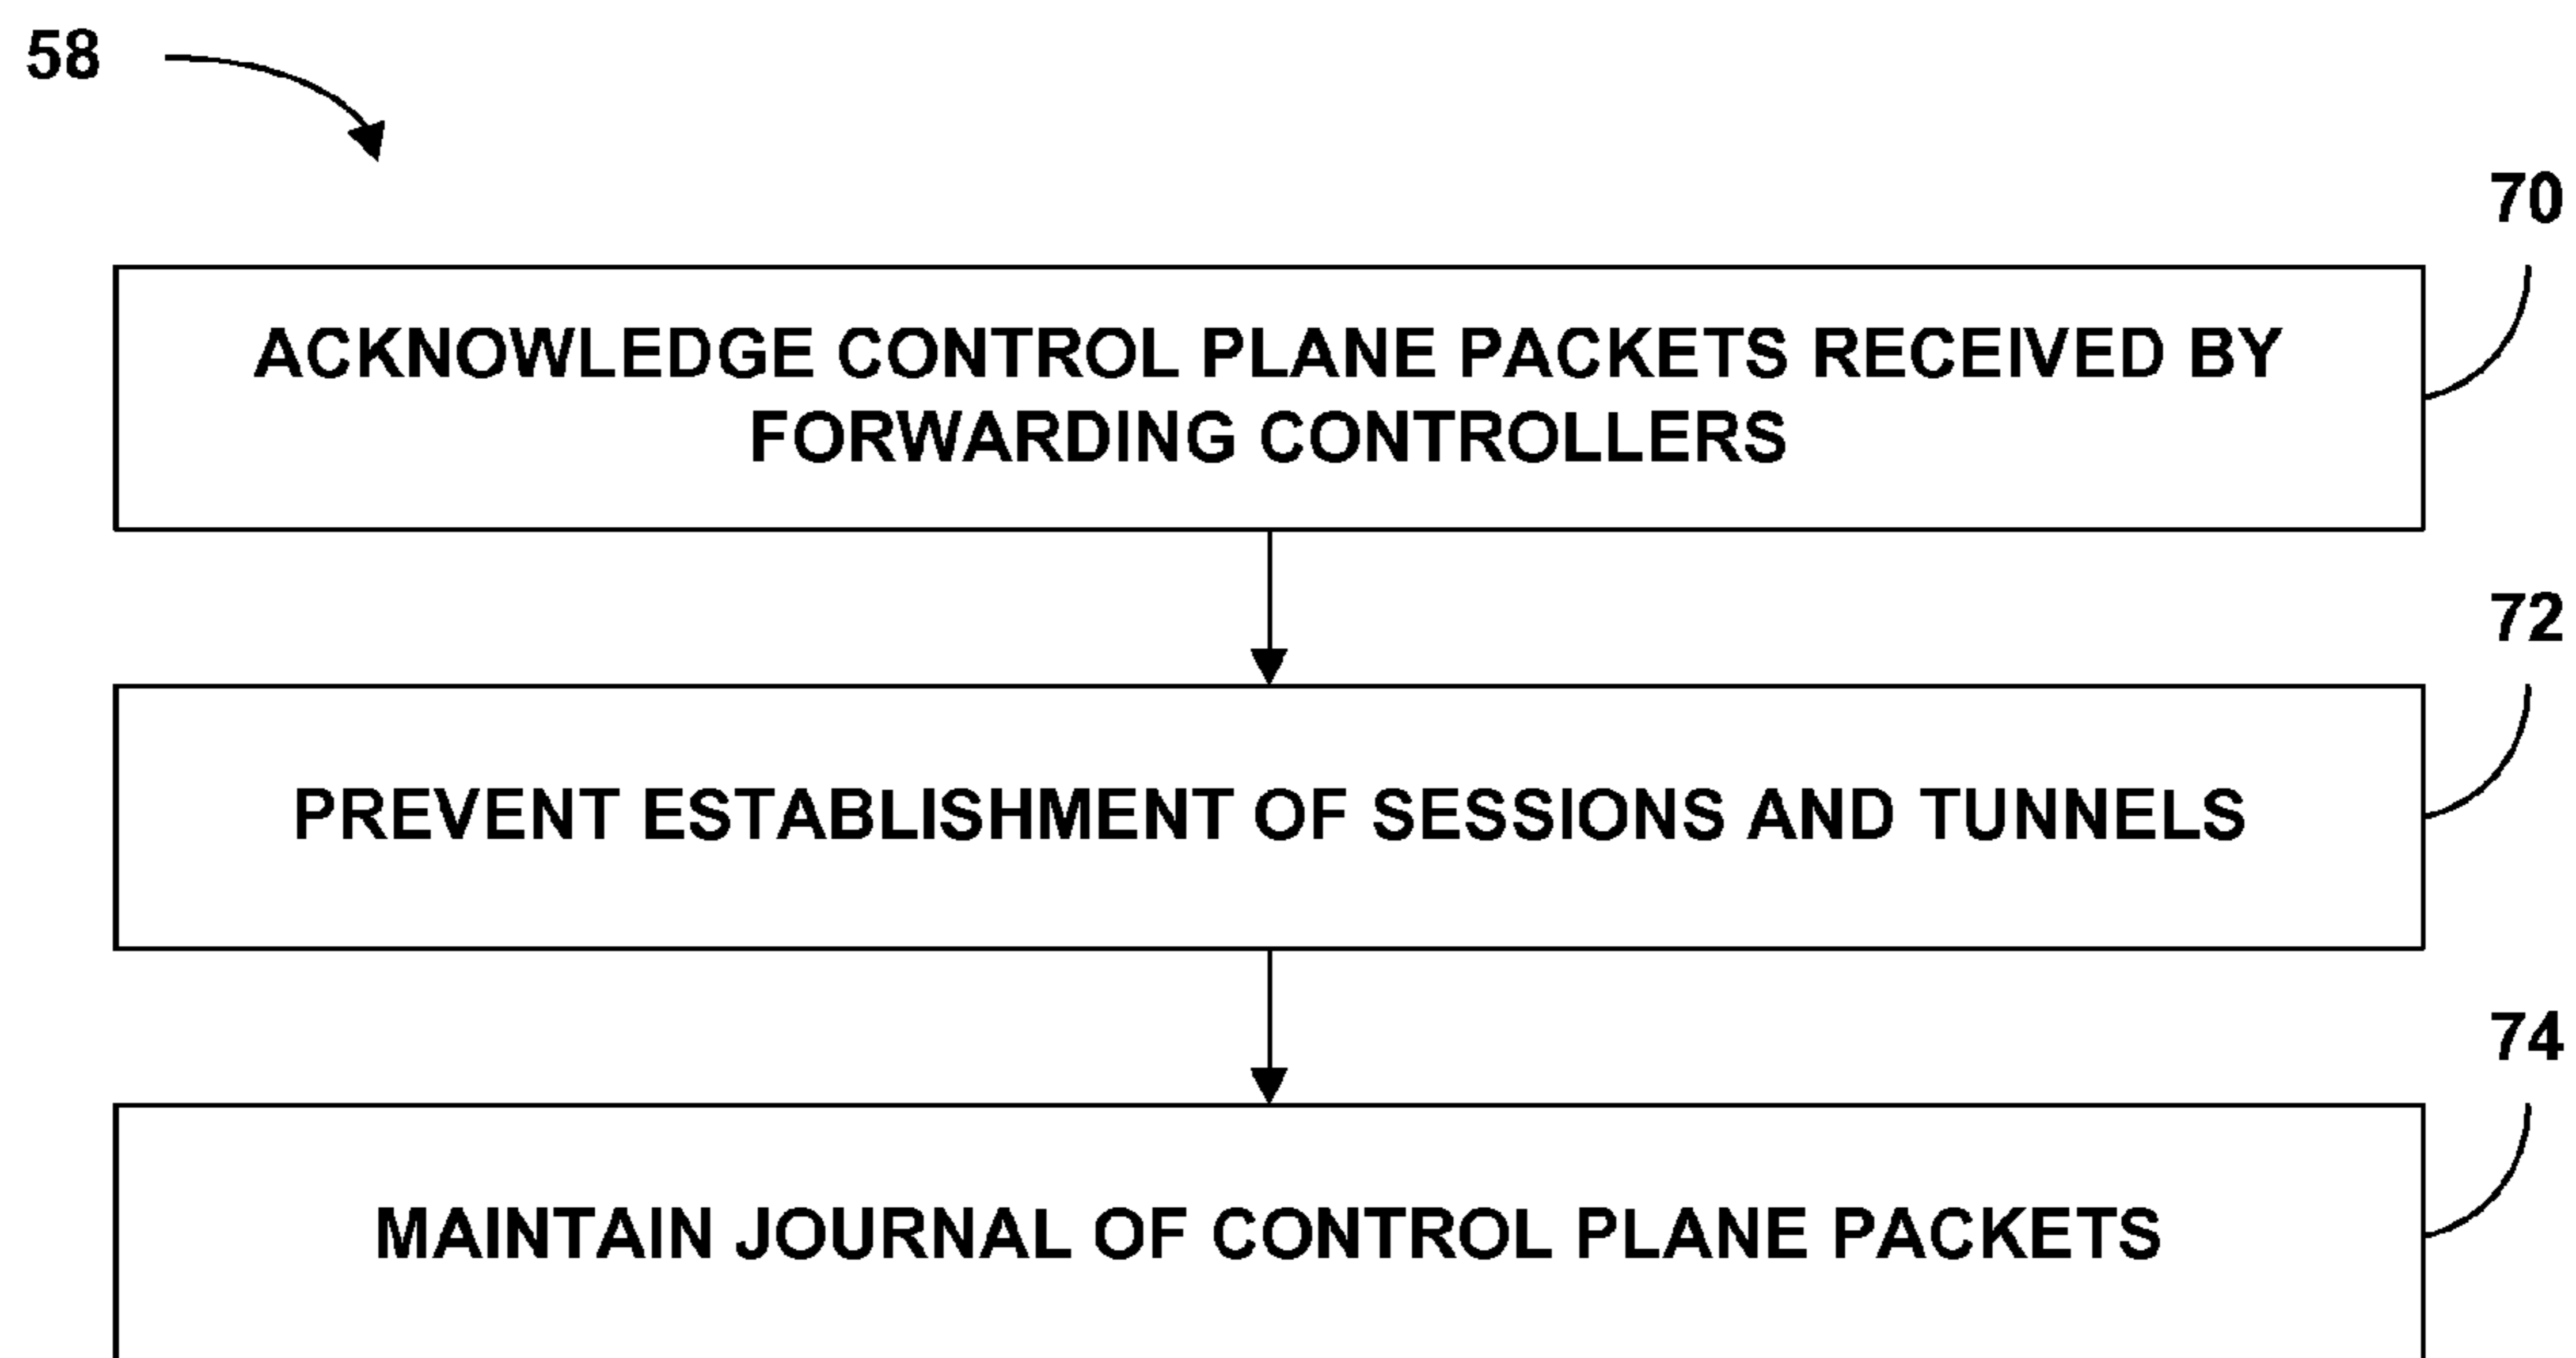 58
70
ACKNOWLEDGE CONTROL PLANE PACKETS RECEIVED BY
FORWARDING CONTROLLERS
72
PREVENT ESTABLISHMENT OF SESSIONS AND TUNNELS
74
MAINTAIN JOURNAL OF CONTROL PLANE PACKETS